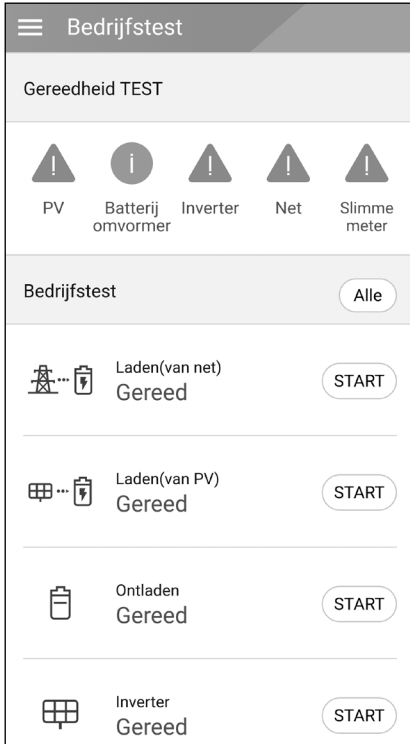 Bedrijfstest
Gereedheid TEST
PV
Batterij
omvormer
Inverter
Net
Slimme
meter
Bedrijfstest
Alle
Laden(van net)
Gereed
START
Laden(van PV)
Gereed
START
Ontladen
Gereed
START
Inverter
Gereed
START